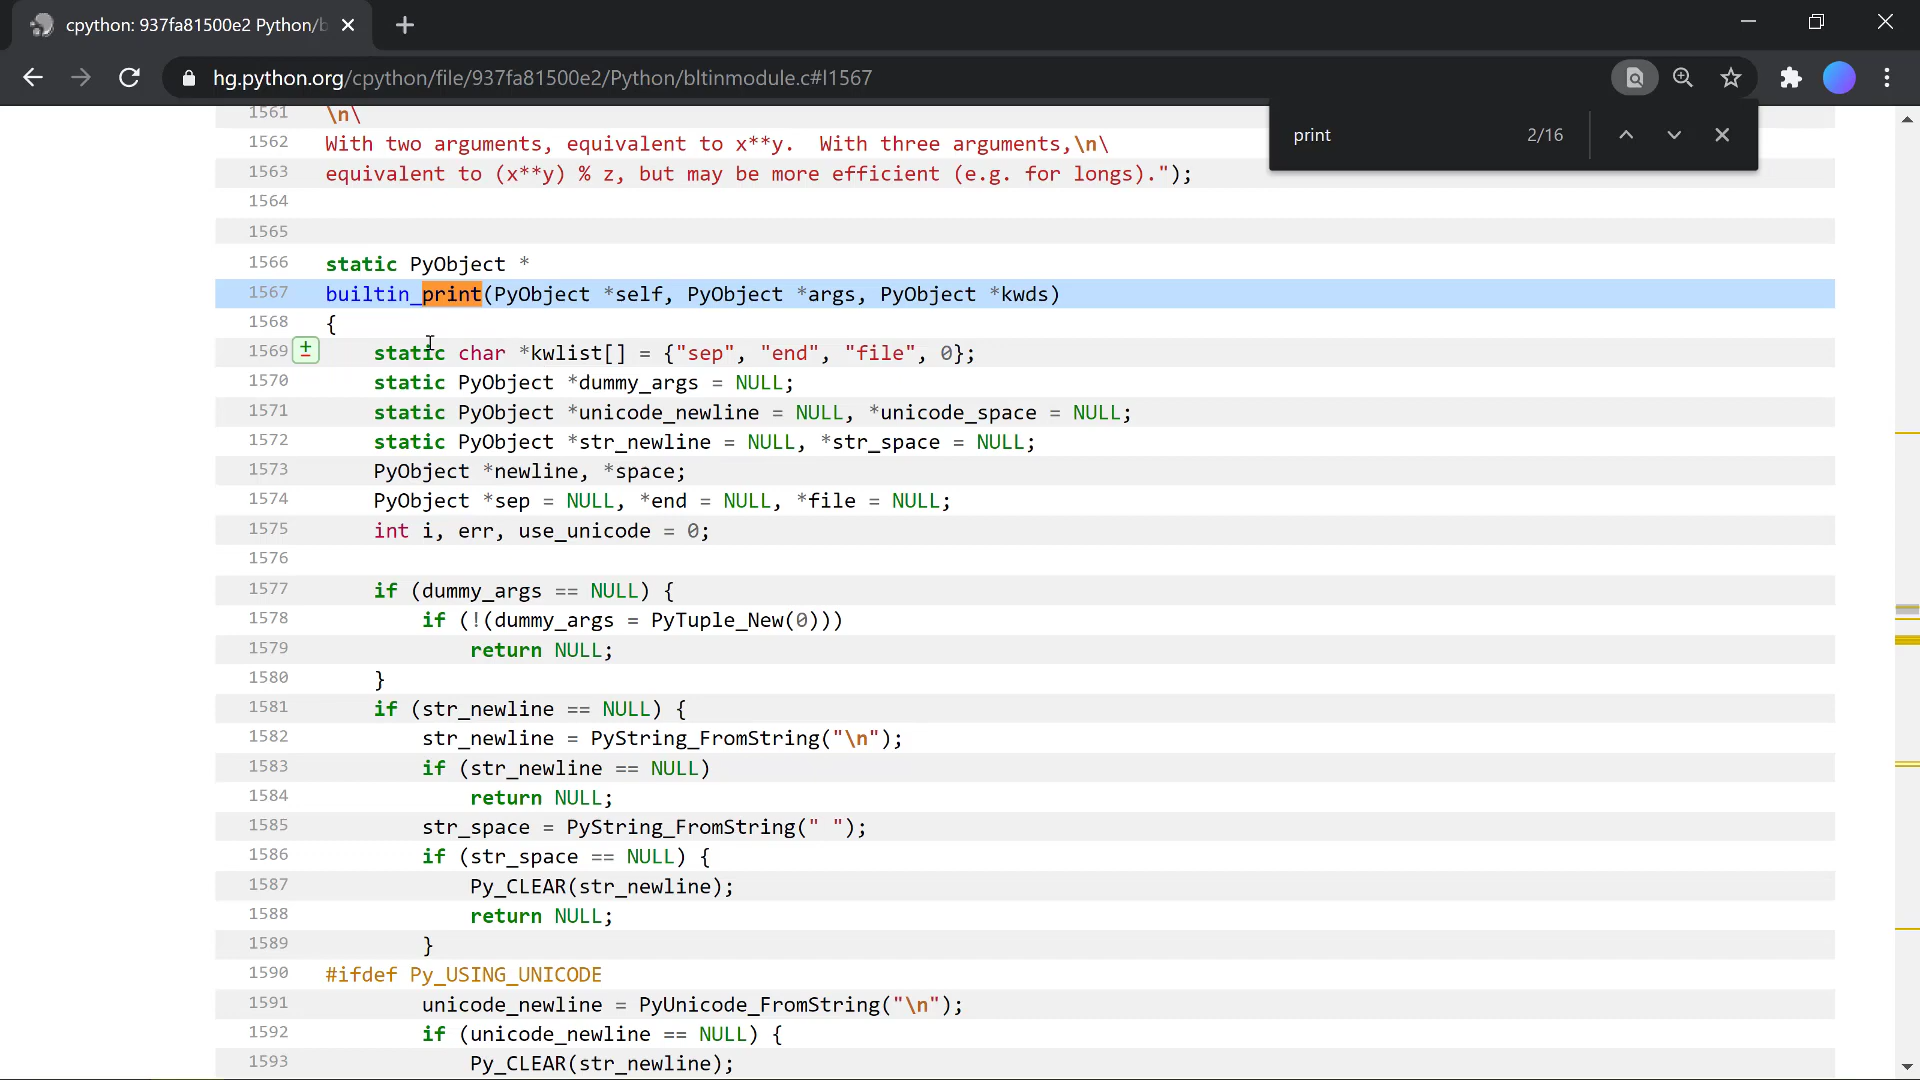 cpython: 937fa81500e2 Python/b
hg.python.org/cpython/file/937fa81500e2/Python/bltinmodule.c#l1567
print 2/16
1561 \n\
1562 With two arguments, equivalent to x**y.  With three arguments,\n\
1563 equivalent to (x**y) % z, but may be more efficient (e.g. for longs).");
1564
1565
1566 static PyObject *
1567 builtin_print(PyObject *self, PyObject *args, PyObject *kwds)
1568 {
1569     static char *kwlist[] = {"sep", "end", "file", 0};
1570     static PyObject *dummy_args = NULL;
1571     static PyObject *unicode_newline = NULL, *unicode_space = NULL;
1572     static PyObject *str_newline = NULL, *str_space = NULL;
1573     PyObject *newline, *space;
1574     PyObject *sep = NULL, *end = NULL, *file = NULL;
1575     int i, err, use_unicode = 0;
1576
1577     if (dummy_args == NULL) {
1578         if (!(dummy_args = PyTuple_New(0)))
1579             return NULL;
1580     }
1581     if (str_newline == NULL) {
1582         str_newline = PyString_FromString("\n");
1583         if (str_newline == NULL)
1584             return NULL;
1585         str_space = PyString_FromString(" ");
1586         if (str_space == NULL) {
1587             Py_CLEAR(str_newline);
1588             return NULL;
1589         }
1590 #ifdef Py_USING_UNICODE
1591         unicode_newline = PyUnicode_FromString("\n");
1592         if (unicode_newline == NULL) {
1593             Py_CLEAR(str_newline);